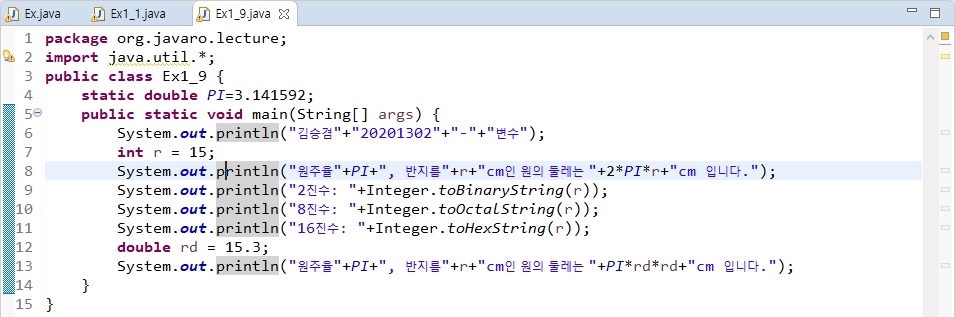 Ex.java Ex1_1.java Ex1_9.java
1 package org.javaro.lecture;
2 import java.util.*;
3 public class Ex1_9 {
4 static double PI=3.141592;
5 public static void main(String[] args) {
6 System.out.println("김승겸"+"20201302"+"-"+"변수");
7 int r = 15;
8 System.out.println("원주율"+PI+", 반지름"+r+"cm인 원의 둘레는 "+2*PI*r+"cm 입니다.");
9 System.out.println("2진수: "+Integer.toBinaryString(r));
10 System.out.println("8진수: "+Integer.toOctalString(r));
11 System.out.println("16진수: "+Integer.toHexString(r));
12 double rd = 15.3;
13 System.out.println("원주율"+PI+", 반지름"+r+"cm인 원의 둘레는 "+PI*rd*rd+"cm 입니다.");
14 }
15 }